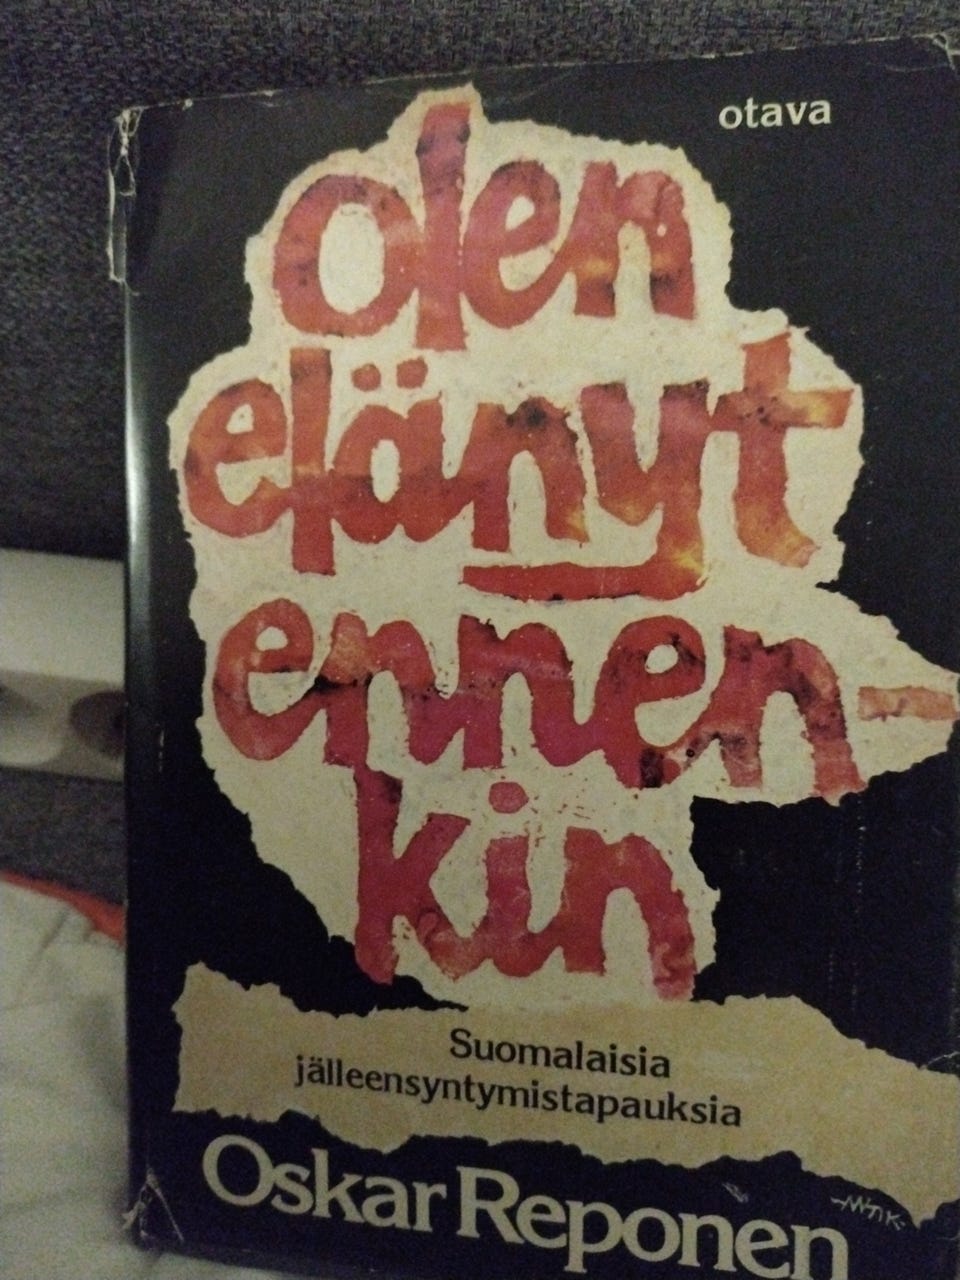 otava
olen
elänyt
ennen-
kin
Suomalaisia
jälleensyntymistapauksia
Oskar Reponen